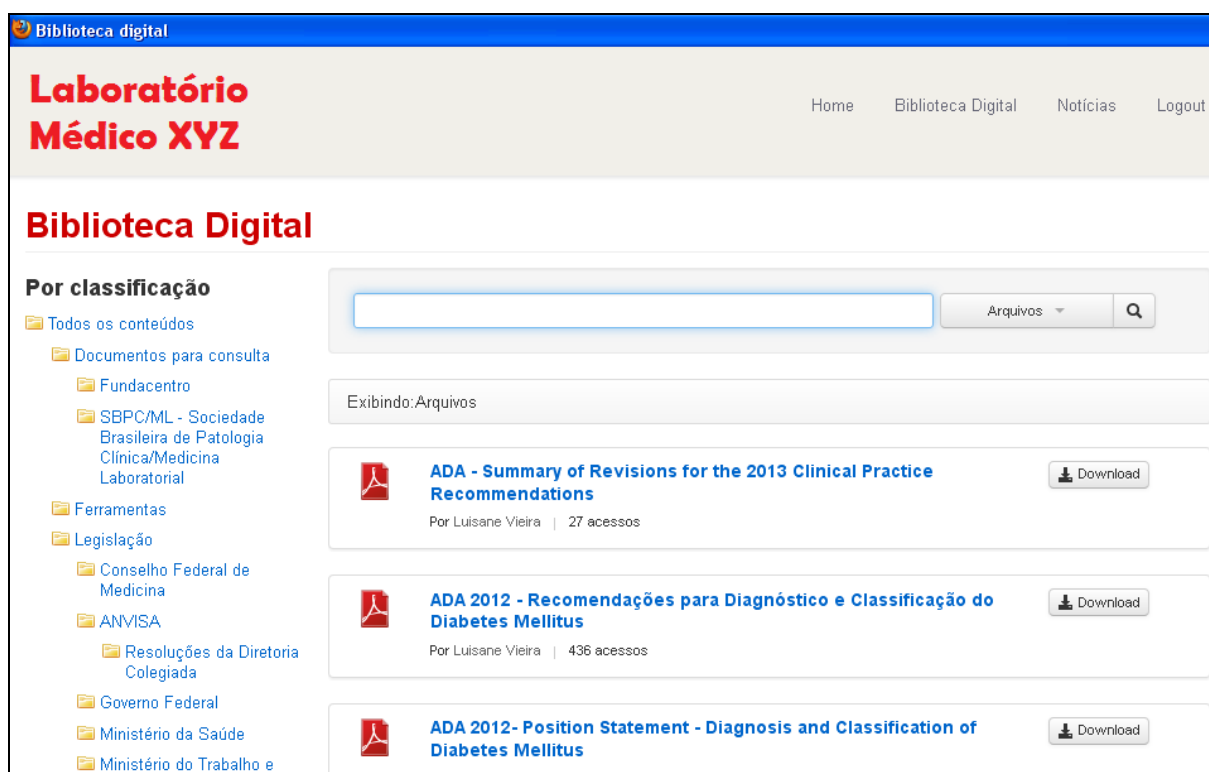 Biblioteca digital
Laboratório
Médico XYZ
Home Biblioteca Digital Notícias Logout
Biblioteca Digital
Por classificação
Todos os conteúdos
Documentos para consulta
Fundacentro
SBPC/ML - Sociedade
Brasileira de Patologia
Clínica/Medicina
Laboratorial
Ferramentas
Legislação
Conselho Federal de
Medicina
ANVISA
Resoluções da Diretoria
Colegiada
Governo Federal
Ministério da Saúde
Ministério do Trabalho e
Arquivos
Exibindo:Arquivos
ADA - Summary of Revisions for the 2013 Clinical Practice
Recommendations
Por Luisane Vieira | 27 acessos
Download
ADA 2012 - Recomendações para Diagnóstico e Classificação do
Diabetes Mellitus
Por Luisane Vieira | 436 acessos
Download
ADA 2012- Position Statement - Diagnosis and Classification of
Diabetes Mellitus
Download